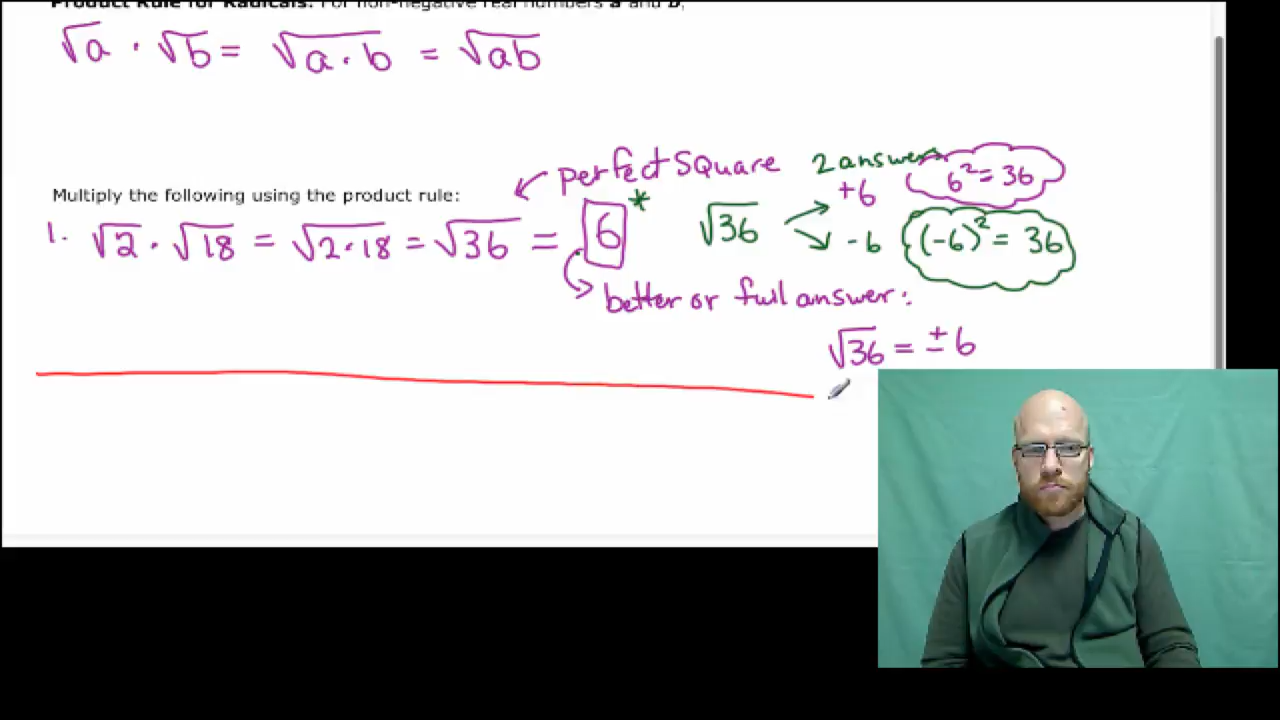 Product Rule for Radicals: For non-negative real numbers a and b,
√a · √b = √a·b = √ab
Multiply the following using the product rule:
perfect square
2 answers
1. √2 · √18 = √2·18 = √36 = 6 *
√36
+6
6² = 36
-6
(-6)² = 36
better or full answer:
√36 = ±6